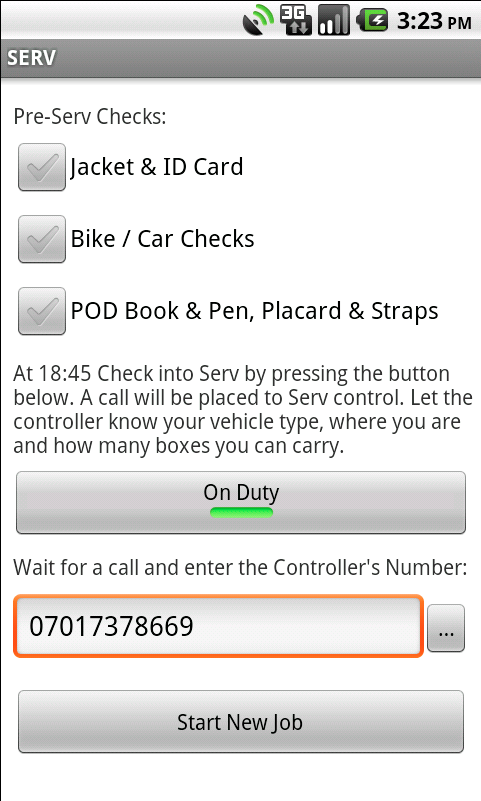 3G 3:23 PM
SERV
Pre-Serv Checks:
Jacket & ID Card
Bike / Car Checks
POD Book & Pen, Placard & Straps
At 18:45 Check into Serv by pressing the button
below. A call will be placed to Serv control. Let the
controller know your vehicle type, where you are
and how many boxes you can carry.
On Duty
Wait for a call and enter the Controller's Number:
07017378669
...
Start New Job